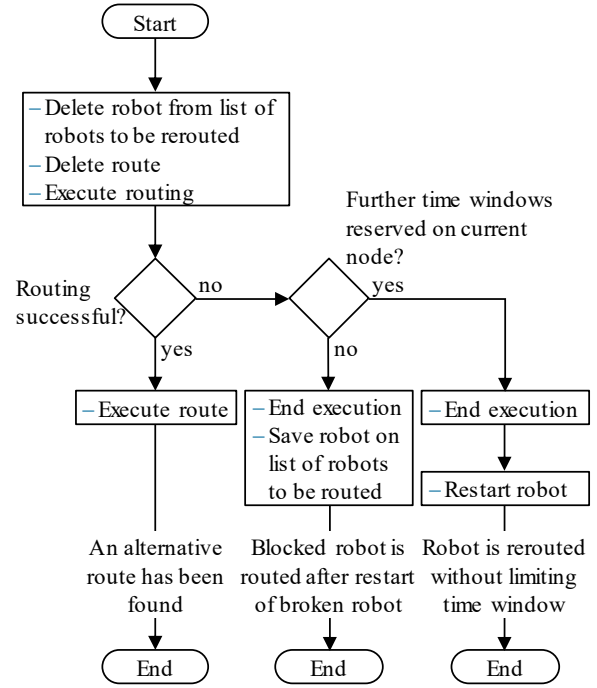 Start
– Delete robot from list of
robots to be rerouted
– Delete route
– Execute routing
Further time windows
reserved on current
node?
Routing
successful?
no
yes
yes
no
– Execute route
– End execution
– Save robot on
list of robots
to be routed
– End execution
– Restart robot
An alternative
route has been
found
Blocked robot is
routed after restart
of broken robot
Robot is rerouted
without limiting
time window
End
End
End